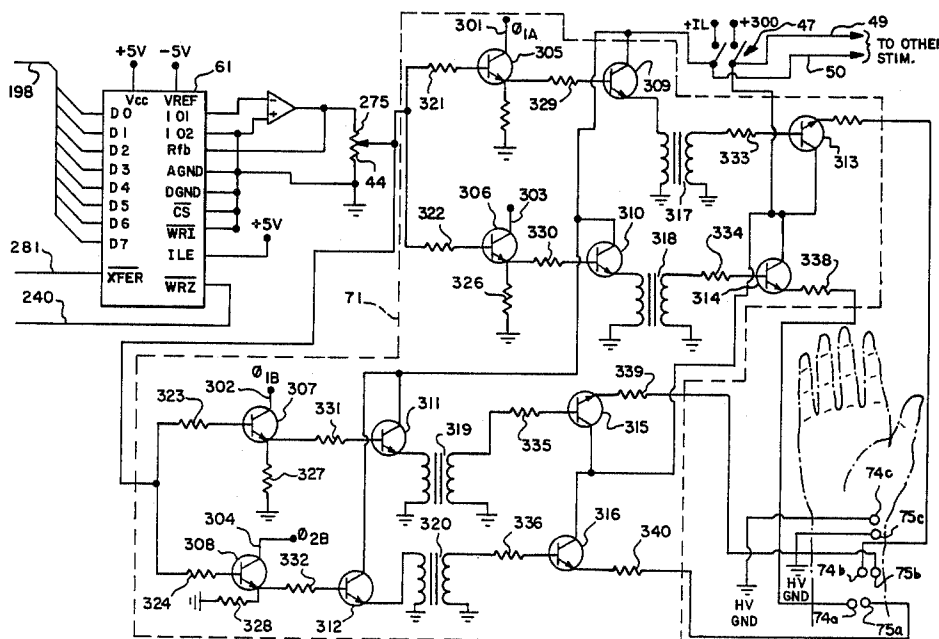 +5V
-5V
61
198
Vcc
VREF
D0
D1
D2
D3
D4
D5
D6
D7
IO1
IO2
Rfb
AGND
DGND
CS
WRI
ILE
XFER
WRZ
+5V
281
240
275
44
71
301
Ø1A
305
321
329
309
306
303
322
330
310
326
317
318
+IL
+300
47
49
50
TO OTHER
STIM.
333
313
334
314
338
Ø1B
302
307
323
331
311
327
319
335
315
339
304
308
Ø2B
324
332
328
312
320
336
316
340
74c
75c
HV
GND
HV
GND
74b
75b
74a
75a